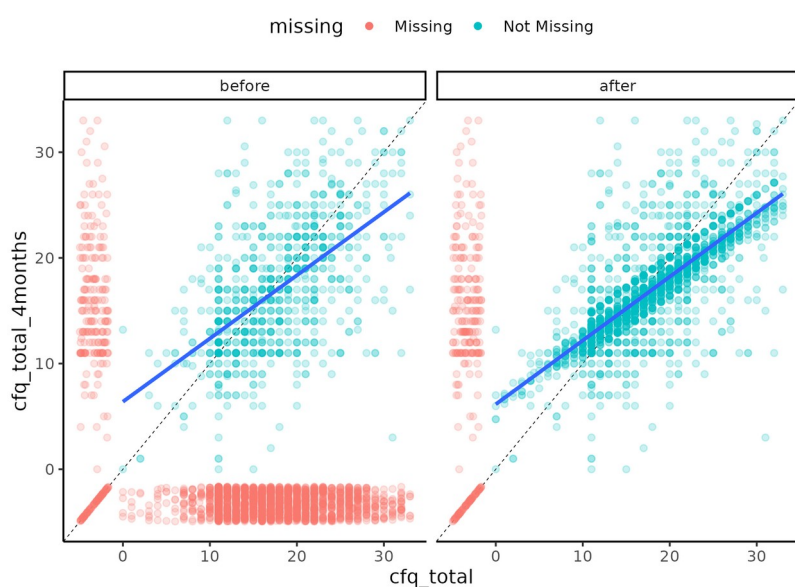 missing Missing Not Missing
before after
30
20
10
0
cfq_total_4months
0 10 20 30 0 10 20 30
cfq_total